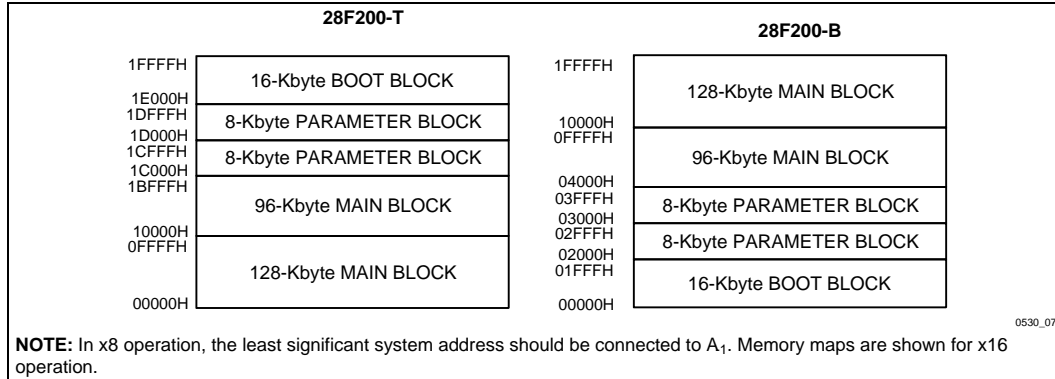 28F200-T
1FFFFH
16-Kbyte BOOT BLOCK
1E000H
1DFFFH
8-Kbyte PARAMETER BLOCK
1D000H
1CFFFH
8-Kbyte PARAMETER BLOCK
1C000H
1BFFFH
96-Kbyte MAIN BLOCK
10000H
0FFFFH
128-Kbyte MAIN BLOCK
00000H
28F200-B
1FFFFH
128-Kbyte MAIN BLOCK
10000H
0FFFFH
96-Kbyte MAIN BLOCK
04000H
03FFFH
8-Kbyte PARAMETER BLOCK
03000H
02FFFH
8-Kbyte PARAMETER BLOCK
02000H
01FFFH
16-Kbyte BOOT BLOCK
00000H
0530_07
NOTE: In x8 operation, the least significant system address should be connected to A₁. Memory maps are shown for x16
operation.